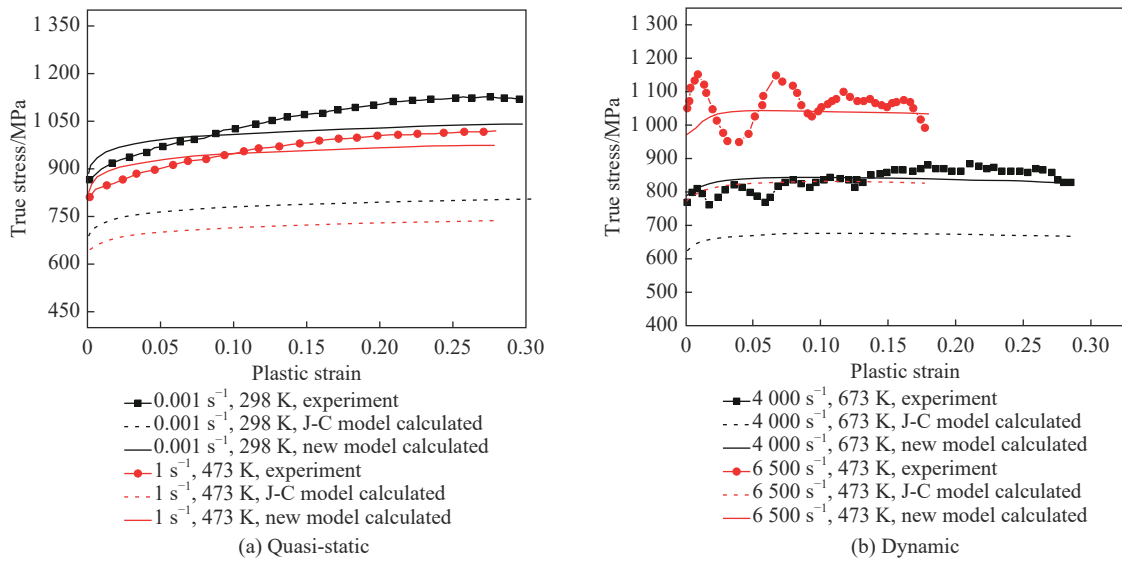 1 350
1 200
1 050
900
750
600
450
True stress/MPa
0
0.05
0.10
0.15
0.20
0.25
0.30
Plastic strain
0.001 s⁻¹, 298 K, experiment
0.001 s⁻¹, 298 K, J-C model calculated
0.001 s⁻¹, 298 K, new model calculated
1 s⁻¹, 473 K, experiment
1 s⁻¹, 473 K, J-C model calculated
1 s⁻¹, 473 K, new model calculated
(a) Quasi-static
1 300
1 200
1 100
1 000
900
800
700
600
500
400
True stress/MPa
0
0.05
0.10
0.15
0.20
0.25
0.30
Plastic strain
4 000 s⁻¹, 673 K, experiment
4 000 s⁻¹, 673 K, J-C model calculated
4 000 s⁻¹, 673 K, new model calculated
6 500 s⁻¹, 473 K, experiment
6 500 s⁻¹, 473 K, J-C model calculated
6 500 s⁻¹, 473 K, new model calculated
(b) Dynamic